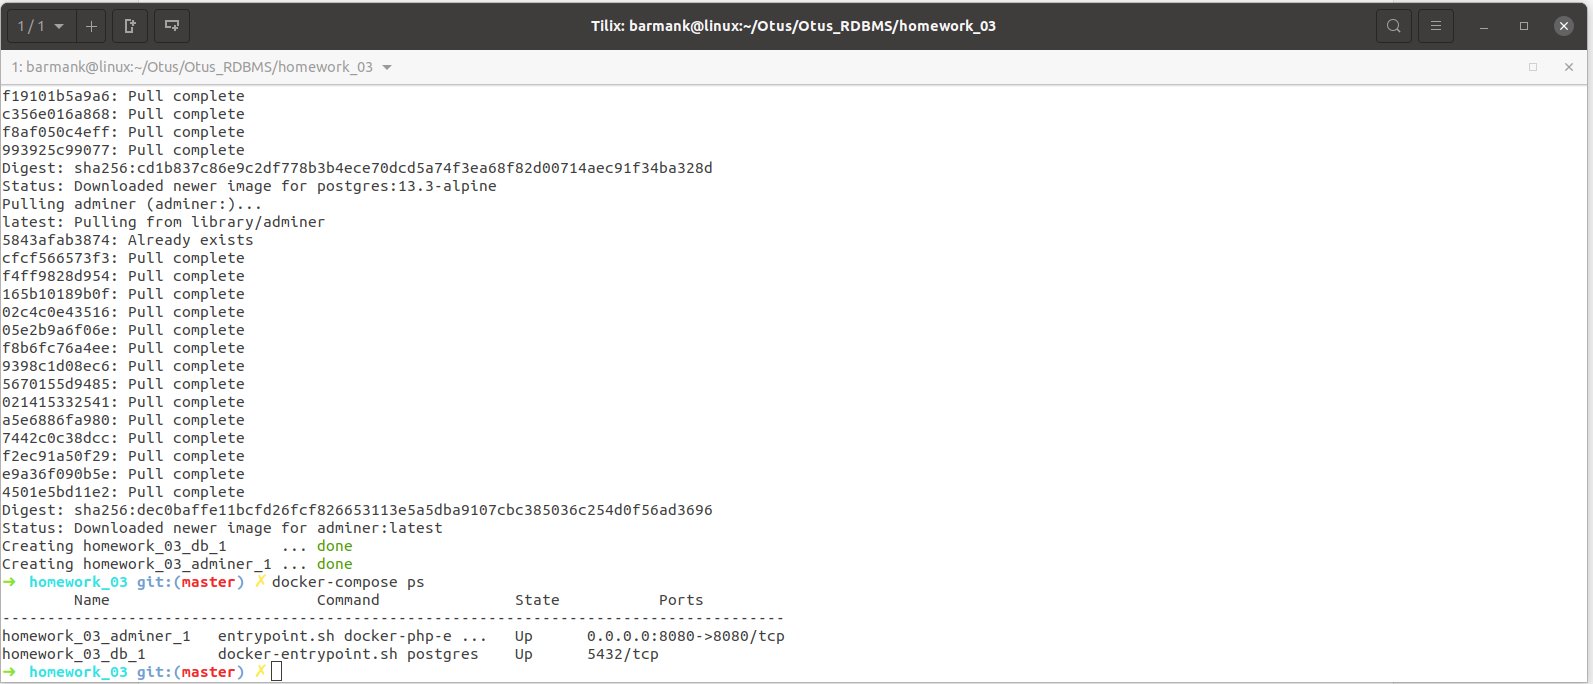 1 / 1
Tilix: barmank@linux:~/Otus/Otus_RDBMS/homework_03
1: barmank@linux:~/Otus/Otus_RDBMS/homework_03
f19101b5a9a6: Pull complete
c356e016a868: Pull complete
f8af050c4eff: Pull complete
993925c99077: Pull complete
Digest: sha256:cd1b837c86e9c2df778b3b4ece70dcd5a74f3ea68f82d00714aec91f34ba328d
Status: Downloaded newer image for postgres:13.3-alpine
Pulling adminer (adminer:)...
latest: Pulling from library/adminer
5843afab3874: Already exists
cfcf566573f3: Pull complete
f4ff9828d954: Pull complete
165b10189b0f: Pull complete
02c4c0e43516: Pull complete
05e2b9a6f06e: Pull complete
f8b6fc76a4ee: Pull complete
9398c1d08ec6: Pull complete
5670155d9485: Pull complete
021415332541: Pull complete
a5e6886fa980: Pull complete
7442c0c38dcc: Pull complete
f2ec91a50f29: Pull complete
e9a36f090b5e: Pull complete
4501e5bd11e2: Pull complete
Digest: sha256:dec0baffe11bcfd26fcf826653113e5a5dba9107cbc385036c254d0f56ad3696
Status: Downloaded newer image for adminer:latest
Creating homework_03_db_1      ... done
Creating homework_03_adminer_1 ... done
➜  homework_03 git:(master) ✗ docker-compose ps
        Name                       Command               State           Ports
---------------------------------------------------------------------------------------
homework_03_adminer_1   entrypoint.sh docker-php-e ...   Up      0.0.0.0:8080->8080/tcp
homework_03_db_1        docker-entrypoint.sh postgres    Up      5432/tcp
➜  homework_03 git:(master) ✗